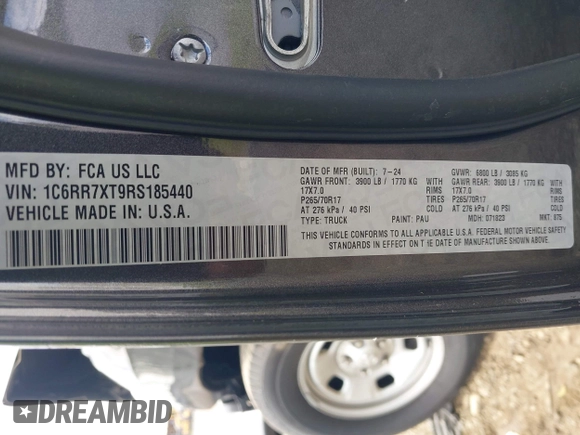 MFD BY: FCA US LLC
VIN: 1C6RR7XT9RS185440
VEHICLE MADE IN: U.S.A.
DATE OF MFR (BUILT): 7-24
GAWR FRONT: 3900 LB / 1770 KG WITH
17X7.0 RIMS
P265/70R17 TIRES
AT 276 kPa / 40 PSI COLD
TYPE: TRUCK PAINT: PAU
GVWR: 6800 LB / 3085 KG
GAWR REAR: 3900 LB / 1770 KG WITH
17X7.0 RIMS
P265/70R17 TIRES
AT 276 kPa / 40 PSI COLD
MDH: 071823 MKT: 875
THIS VEHICLE CONFORMS TO ALL APPLICABLE U.S.A. FEDERAL MOTOR VEHICLE SAFETY
STANDARDS IN EFFECT ON THE DATE OF MANUFACTURE SHOWN ABOVE.
DREAMBID